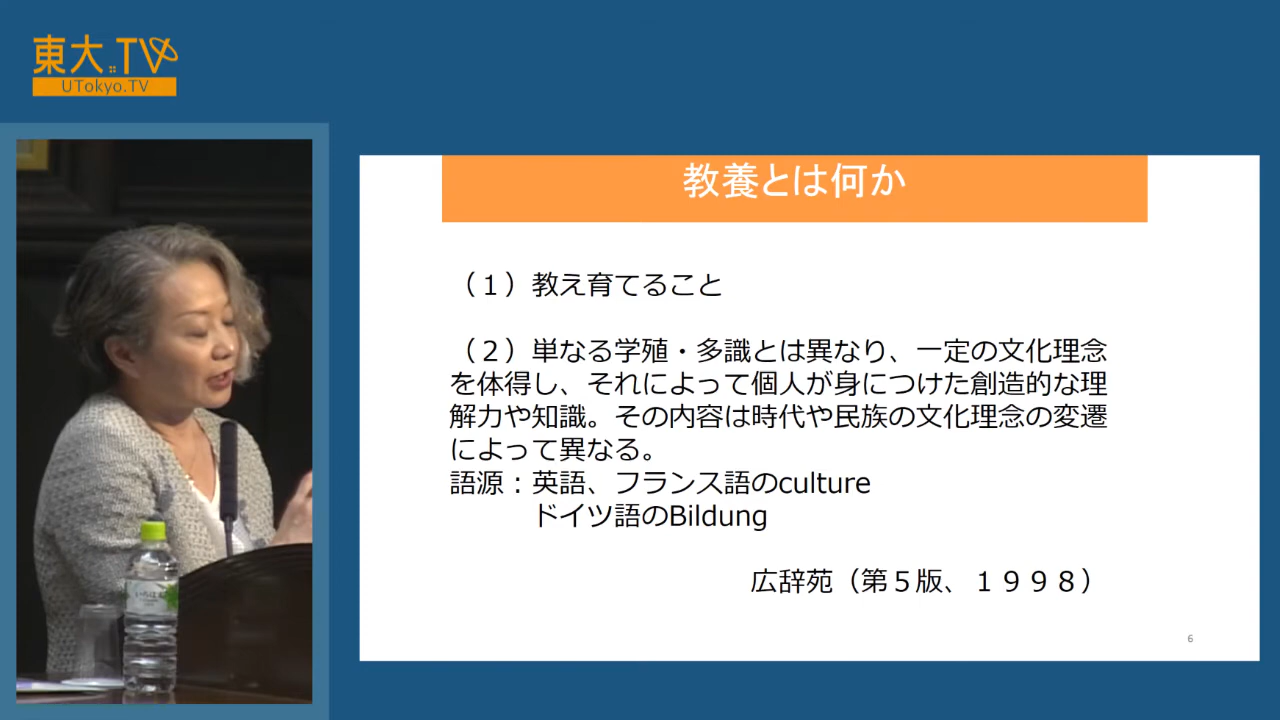 東大TV
UTokyo.TV
教養とは何か
（１）教え育てること
（２）単なる学殖・多識とは異なり、一定の文化理念
を体得し、それによって個人が身につけた創造的な理
解力や知識。その内容は時代や民族の文化理念の変遷
によって異なる。
語源：英語、フランス語のculture
ドイツ語のBildung
広辞苑（第５版、１９９８）
6
いろはす